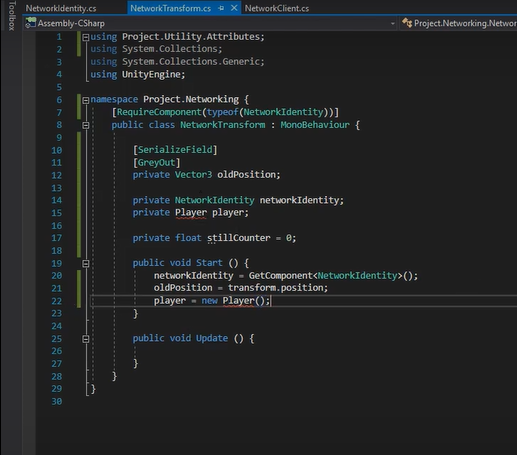 NetworkIdentity.cs NetworkTransform.cs NetworkClient.cs
Toolbox
Assembly-CSharp Project.Networking.Networ
1 using Project.Utility.Attributes;
2 using System.Collections;
3 using System.Collections.Generic;
4 using UnityEngine;
5
6 namespace Project.Networking {
7 [RequireComponent(typeof(NetworkIdentity))]
8 public class NetworkTransform : MonoBehaviour {
9
10 [SerializeField]
11 [GreyOut]
12 private Vector3 oldPosition;
13
14 private NetworkIdentity networkIdentity;
15 private Player player;
16
17 private float stillCounter = 0;
18
19 public void Start () {
20 networkIdentity = GetComponent<NetworkIdentity>();
21 oldPosition = transform.position;
22 player = new Player();
23 }
24
25 public void Update () {
26
27 }
28 }
29 }
30